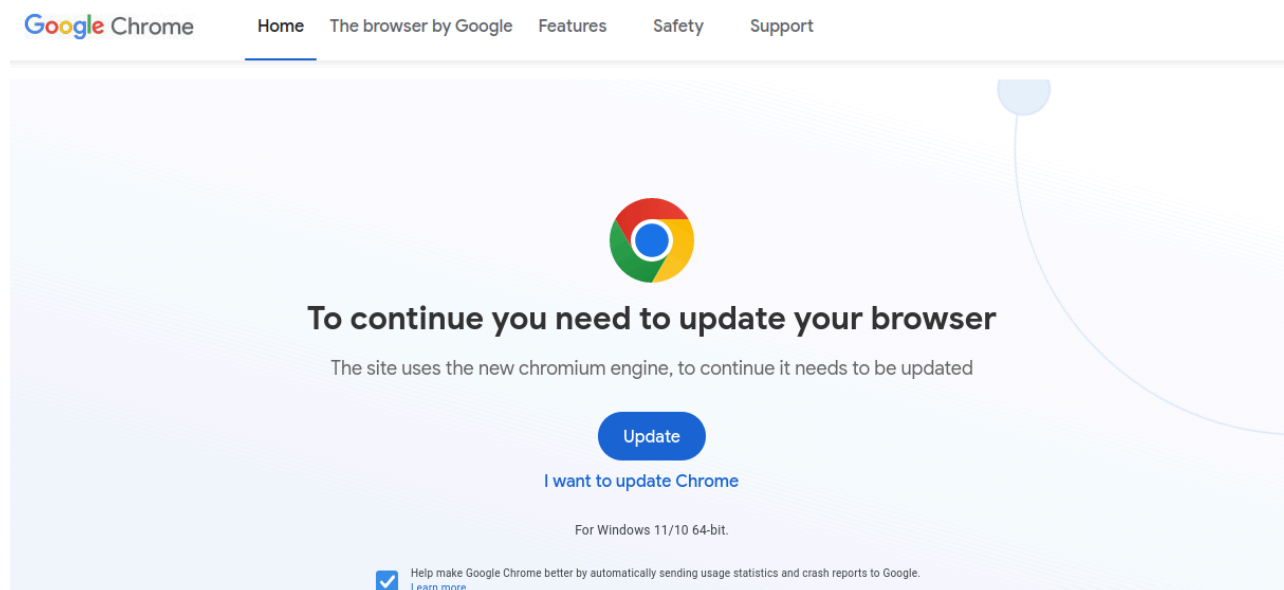 Google Chrome Home The browser by Google Features Safety Support
To continue you need to update your browser
The site uses the new chromium engine, to continue it needs to be updated
Update
I want to update Chrome
For Windows 11/10 64-bit.
Help make Google Chrome better by automatically sending usage statistics and crash reports to Google.
Learn more